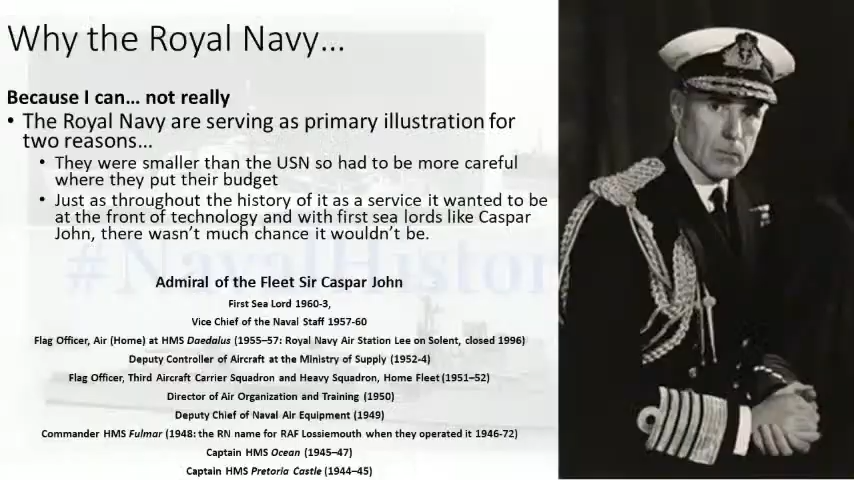 Why the Royal Navy...
Because I can... not really
• The Royal Navy are serving as primary illustration for
two reasons...
• They were smaller than the USN so had to be more careful
where they put their budget
• Just as throughout the history of it as a service it wanted to be
at the front of technology and with first sea lords like Caspar
John, there wasn't much chance it wouldn't be.
#NavalHistor
Admiral of the Fleet Sir Caspar John
First Sea Lord 1960-3,
Vice Chief of the Naval Staff 1957-60
Flag Officer, Air (Home) at HMS Daedalus (1955–57: Royal Navy Air Station Lee on Solent, closed 1996)
Deputy Controller of Aircraft at the Ministry of Supply (1952-4)
Flag Officer, Third Aircraft Carrier Squadron and Heavy Squadron, Home Fleet (1951–52)
Director of Air Organization and Training (1950)
Deputy Chief of Naval Air Equipment (1949)
Commander HMS Fulmar (1948: the RN name for RAF Lossiemouth when they operated it 1946-72)
Captain HMS Ocean (1945–47)
Captain HMS Pretoria Castle (1944–45)